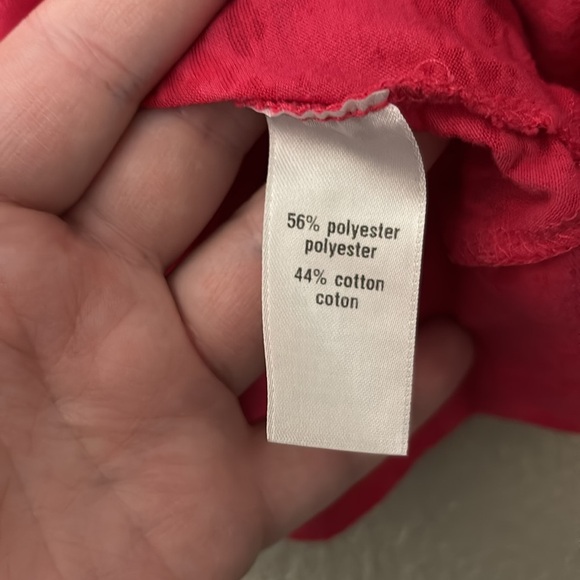 56% polyester
polyester
44% cotton
coton